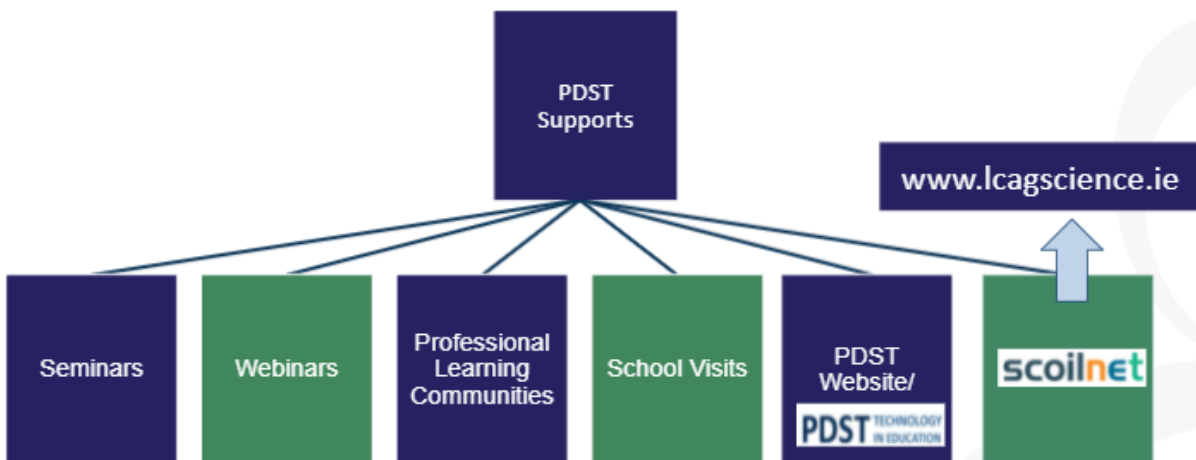 PDST
Supports
www.lcagscience.ie
Seminars
Webinars
Professional
Learning
Communities
School Visits
PDST
Website/
PDST TECHNOLOGY
IN EDUCATION
scoilnet